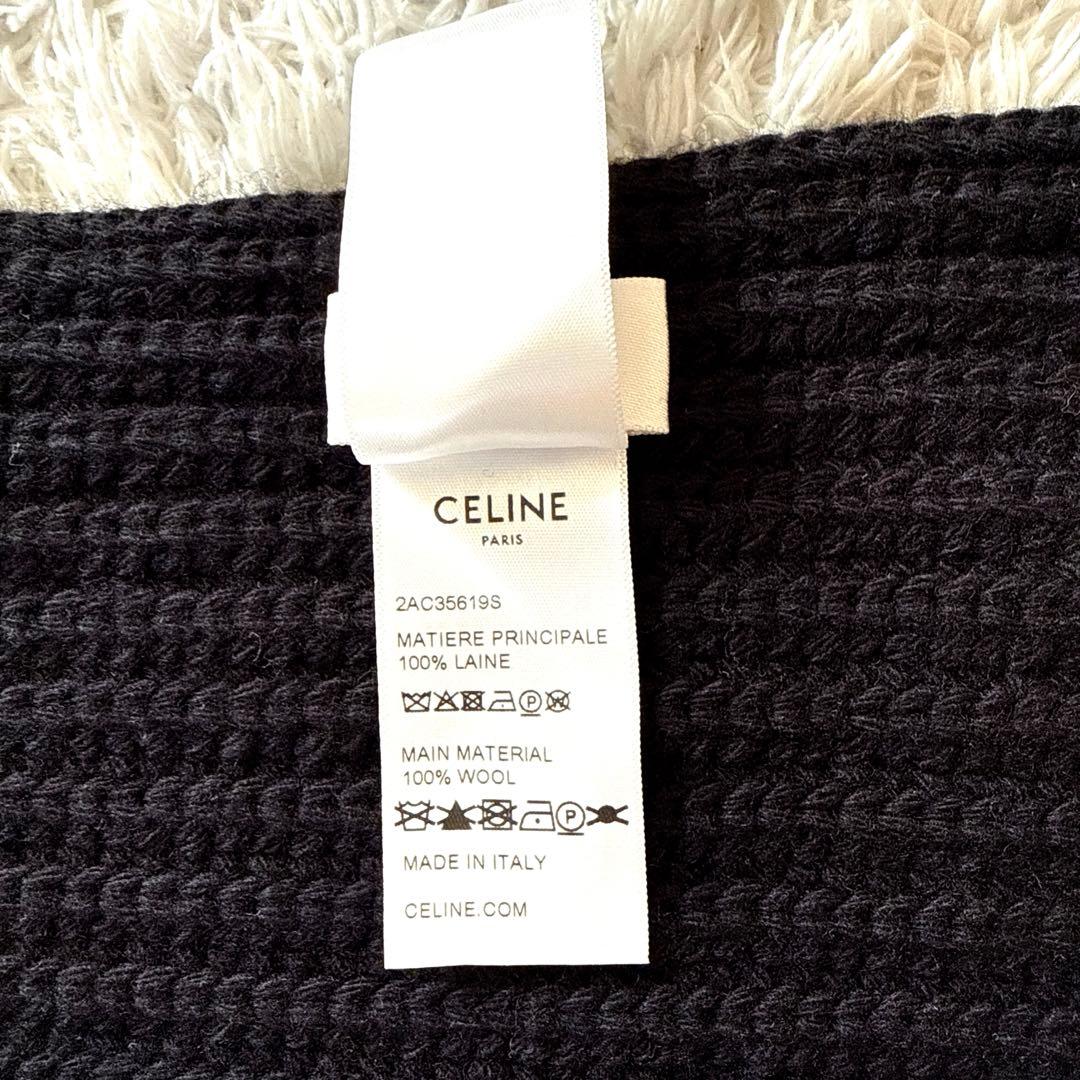 CELINE
PARIS
2AC35619S
MATIERE PRINCIPALE
100% LAINE
P W
MAIN MATERIAL
100% WOOL
P
MADE IN ITALY
CELINE.COM